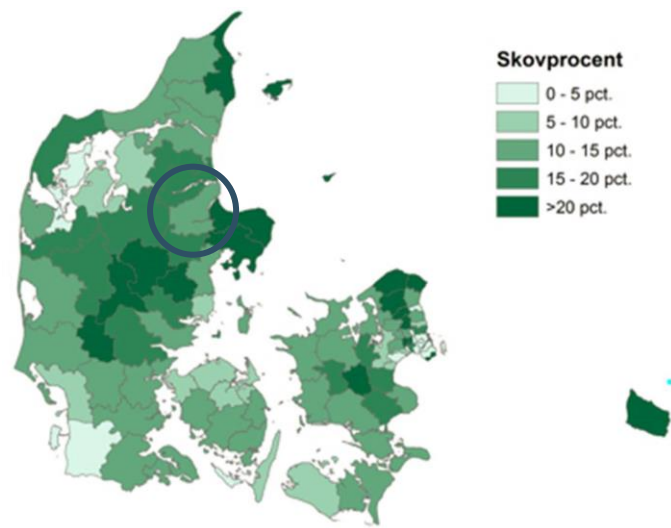 Skovprocent
0 - 5 pct.
5 - 10 pct.
10 - 15 pct.
15 - 20 pct.
>20 pct.